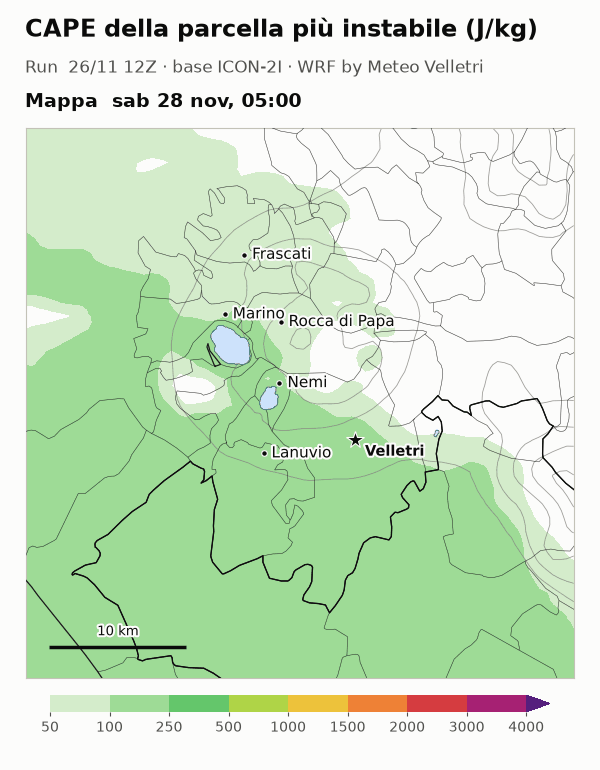 CAPE della parcella più instabile (J/kg)
Run  26/11 12Z · base ICON-2I · WRF by Meteo Velletri
Mappa  sab 28 nov, 05:00
Frascati
Marino
Rocca di Papa
Nemi
Velletri
Lanuvio
10 km
50 100 250 500 1000 1500 2000 3000 4000